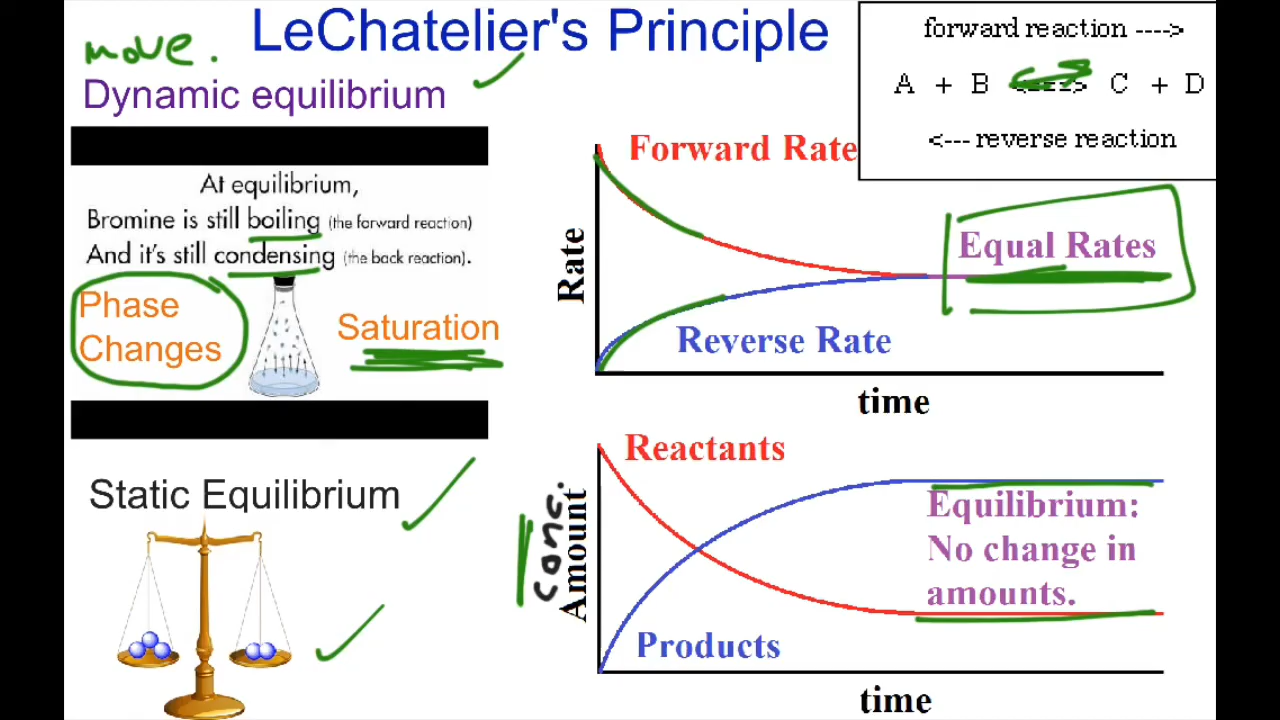 LeChatelier's Principle
move.
Dynamic equilibrium
At equilibrium,
Bromine is still boiling (the forward reaction)
And it's still condensing (the back reaction).
Phase
Changes
Saturation
Static Equilibrium
forward reaction ---->
A + B <---> C + D
<--- reverse reaction
Forward Rate
Equal Rates
Rate
Reverse Rate
time
Reactants
conc.
Amount
Equilibrium:
No change in
amounts.
Products
time